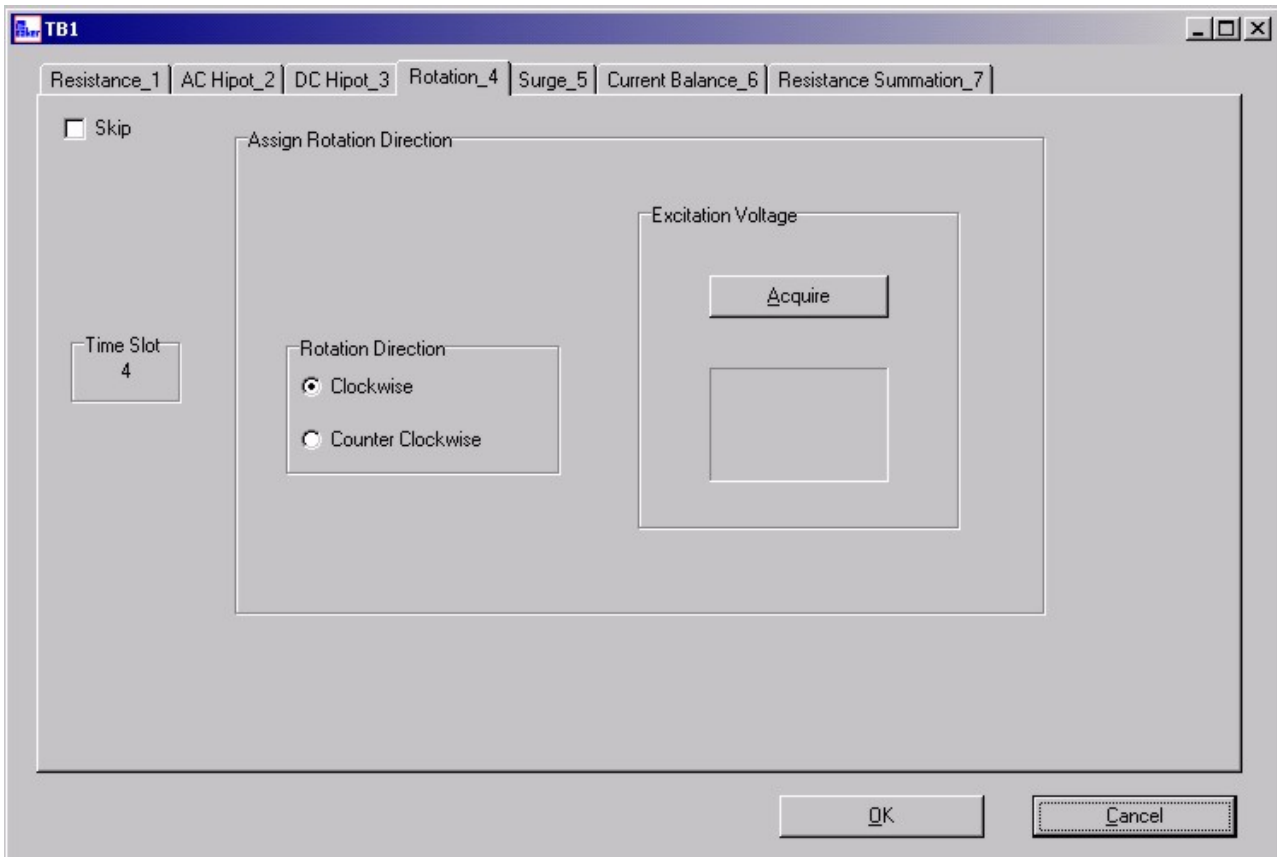 TB1
Resistance_1 AC Hipot_2 DC Hipot_3 Rotation_4 Surge_5 Current Balance_6 Resistance Summation_7
Skip
Assign Rotation Direction
Excitation Voltage
Acquire
Time Slot
4
Rotation Direction
Clockwise
Counter Clockwise
OK
Cancel